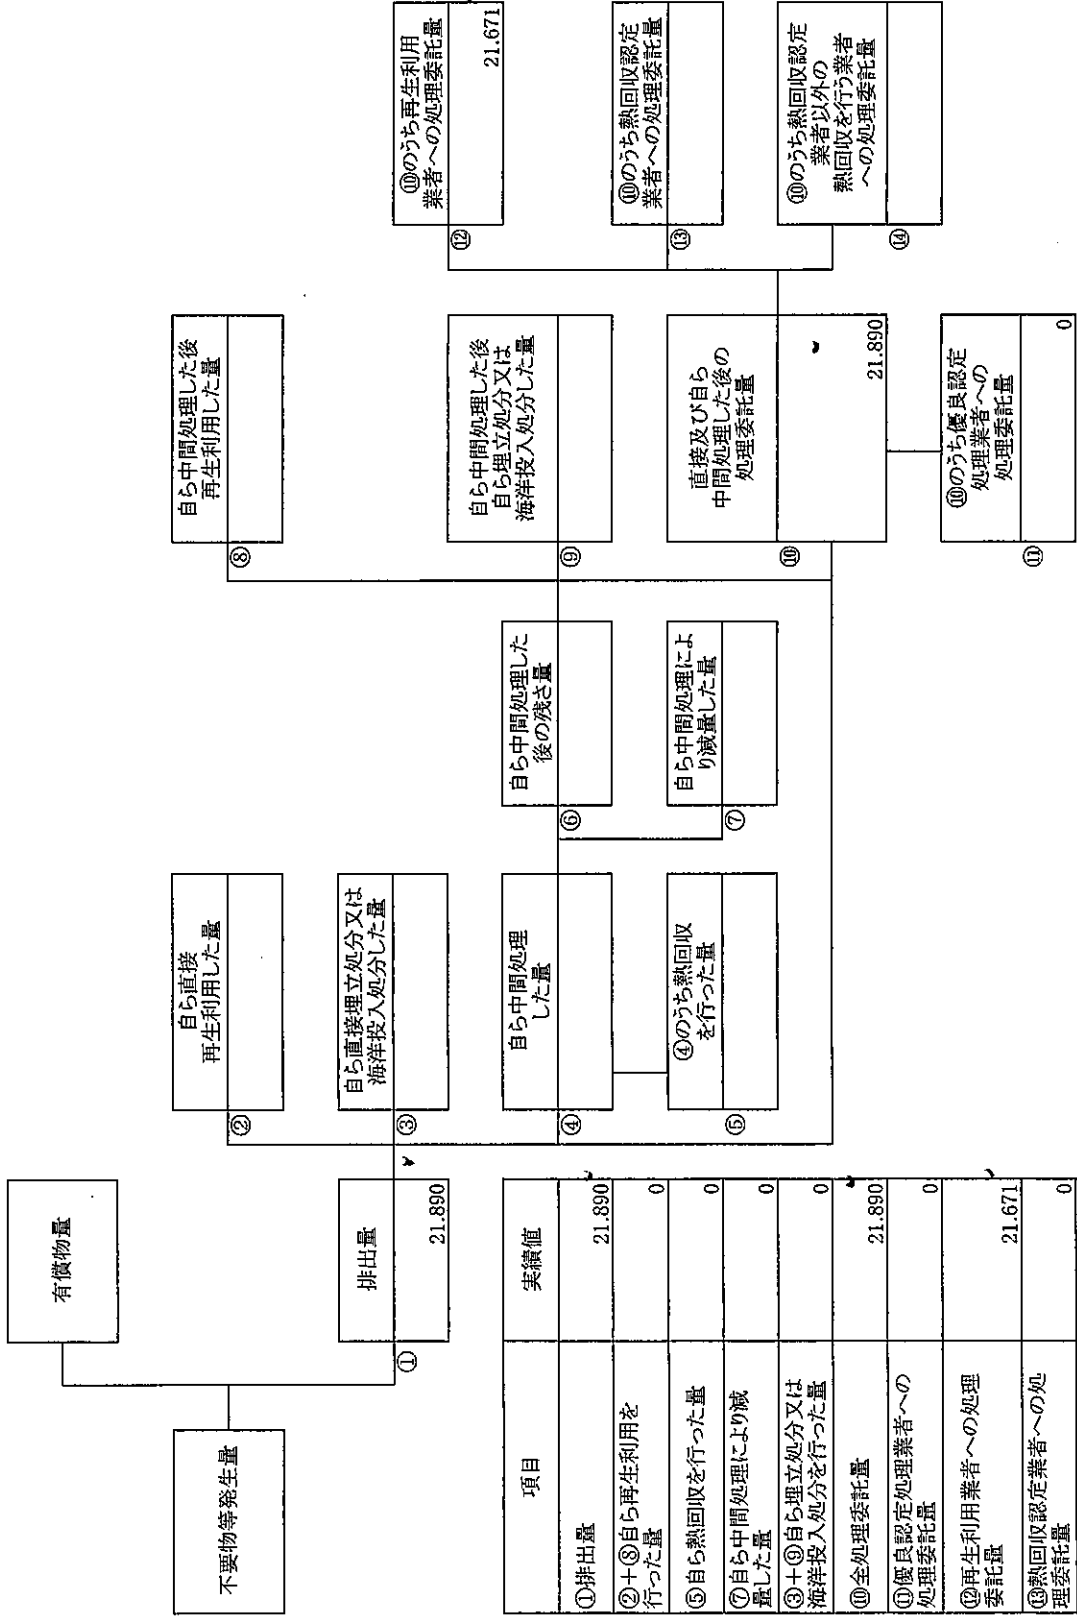 不要物等発生量
有償物量
排出量
①
21.890
自ら直接
再生利用した量
②
自ら直接埋立処分又は
海洋投入処分した量
③
自ら中間処理
した量
④
④のうち熱回収
を行った量
⑤
自ら中間処理した
後の残さ量
⑥
自ら中間処理によ
り減量した量
⑦
自ら中間処理した後
再生利用した量
⑧
自ら中間処理した後
自ら埋立処分又は
海洋投入処分した量
⑨
直接及び自ら
中間処理した後の
処理委託量
⑩
21.890
⑩のうち優良認定
処理業者への
処理委託量
⑪
0
⑩のうち再生利用
業者への処理委託量
⑫
21.671
⑩のうち熱回収認定
業者への処理委託量
⑬
⑩のうち熱回収認定
業者以外の
熱回収を行う業者
への処理委託量
⑭
項目 実績値
①排出量 21.890
②+⑧自ら再生利用を
行った量 0
⑤自ら熱回収を行った量 0
⑦自ら中間処理により減
量した量 0
③+⑨自ら埋立処分又は
海洋投入処分を行った量 0
⑩全処理委託量 21.890
⑪優良認定処理業者への
処理委託量 0
⑫再生利用業者への処理
委託量 21.671
⑬熱回収認定業者への処
理委託量 0